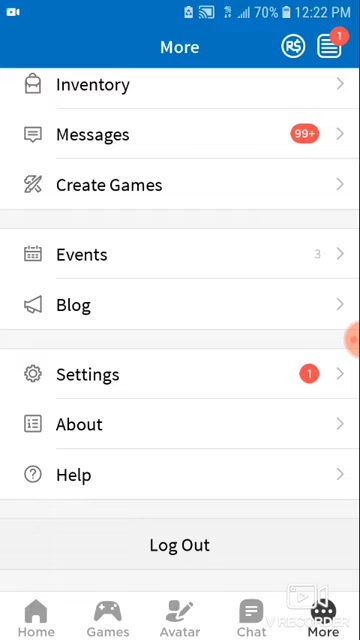 70% 12:22 PM
More
R$
1
Inventory
Messages 99+
Create Games
Events 3
Blog
Settings 1
About
Help
Log Out
Home Games Avatar Chat More
V RECORDER